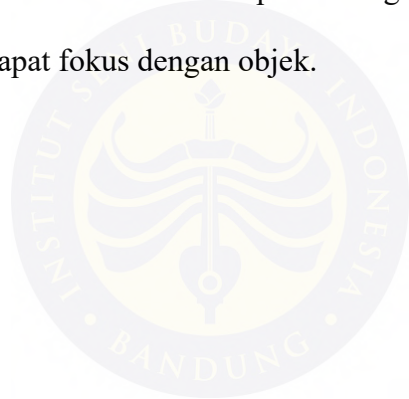 apat fokus dengan objek.
INSTITUT SENI BUDAYA INDONESIA
BANDUNG